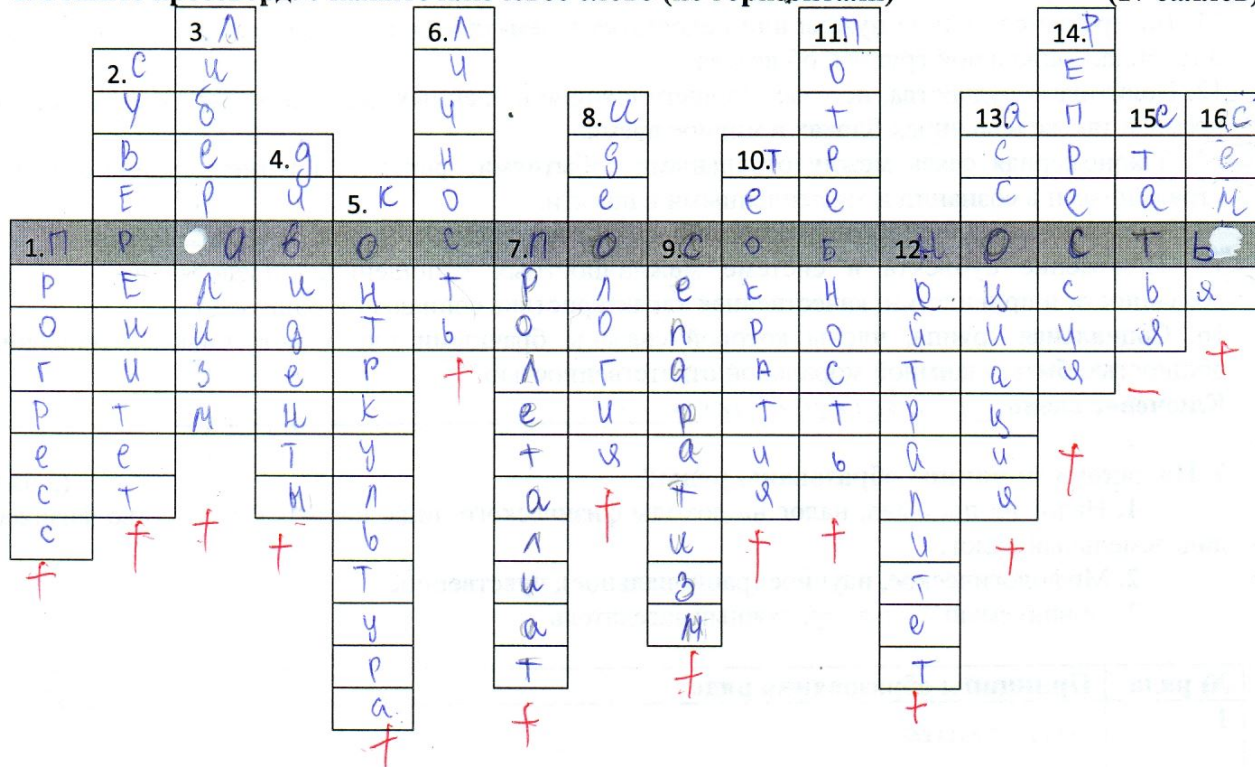 1. Прогресс
2. Суверенитет
3. Либерализм
4. дивиденты
5. Контркультура
6. Личность
7. Пролеталиат
8. Идеология
9. Сепаратизм
10. Теократия
11. Потребность
12. Нейтралитет
13 ассоциация
14. Репрессия
15 Статья
16. Семья